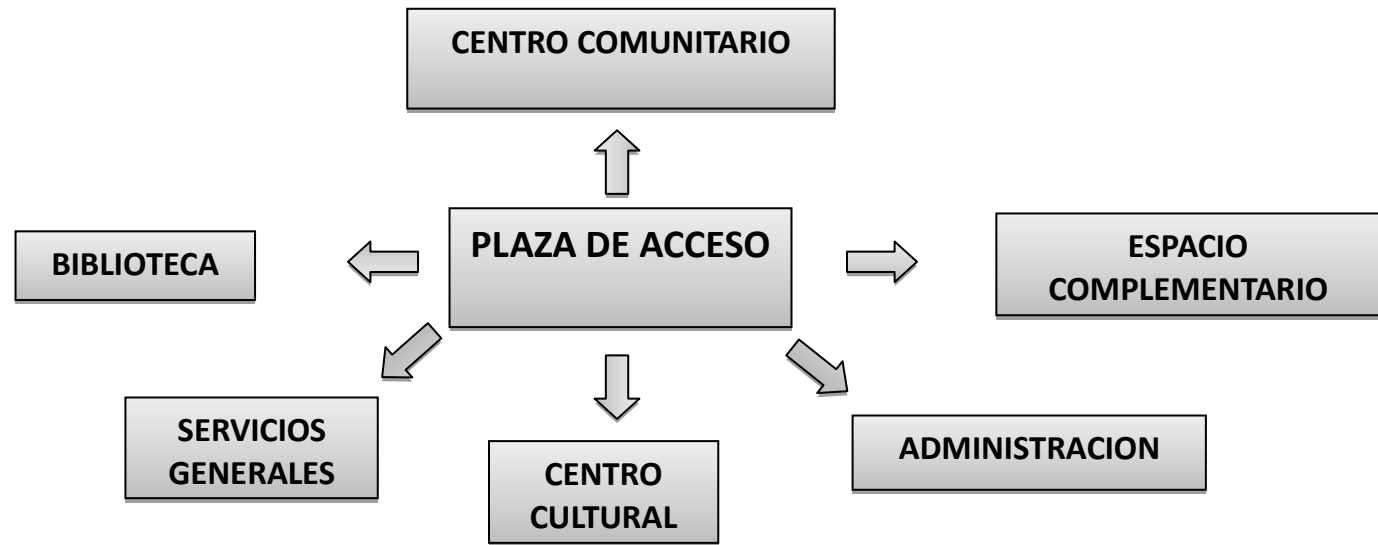 CENTRO COMUNITARIO
PLAZA DE ACCESO
BIBLIOTECA
ESPACIO
COMPLEMENTARIO
SERVICIOS
GENERALES
CENTRO
CULTURAL
ADMINISTRACION